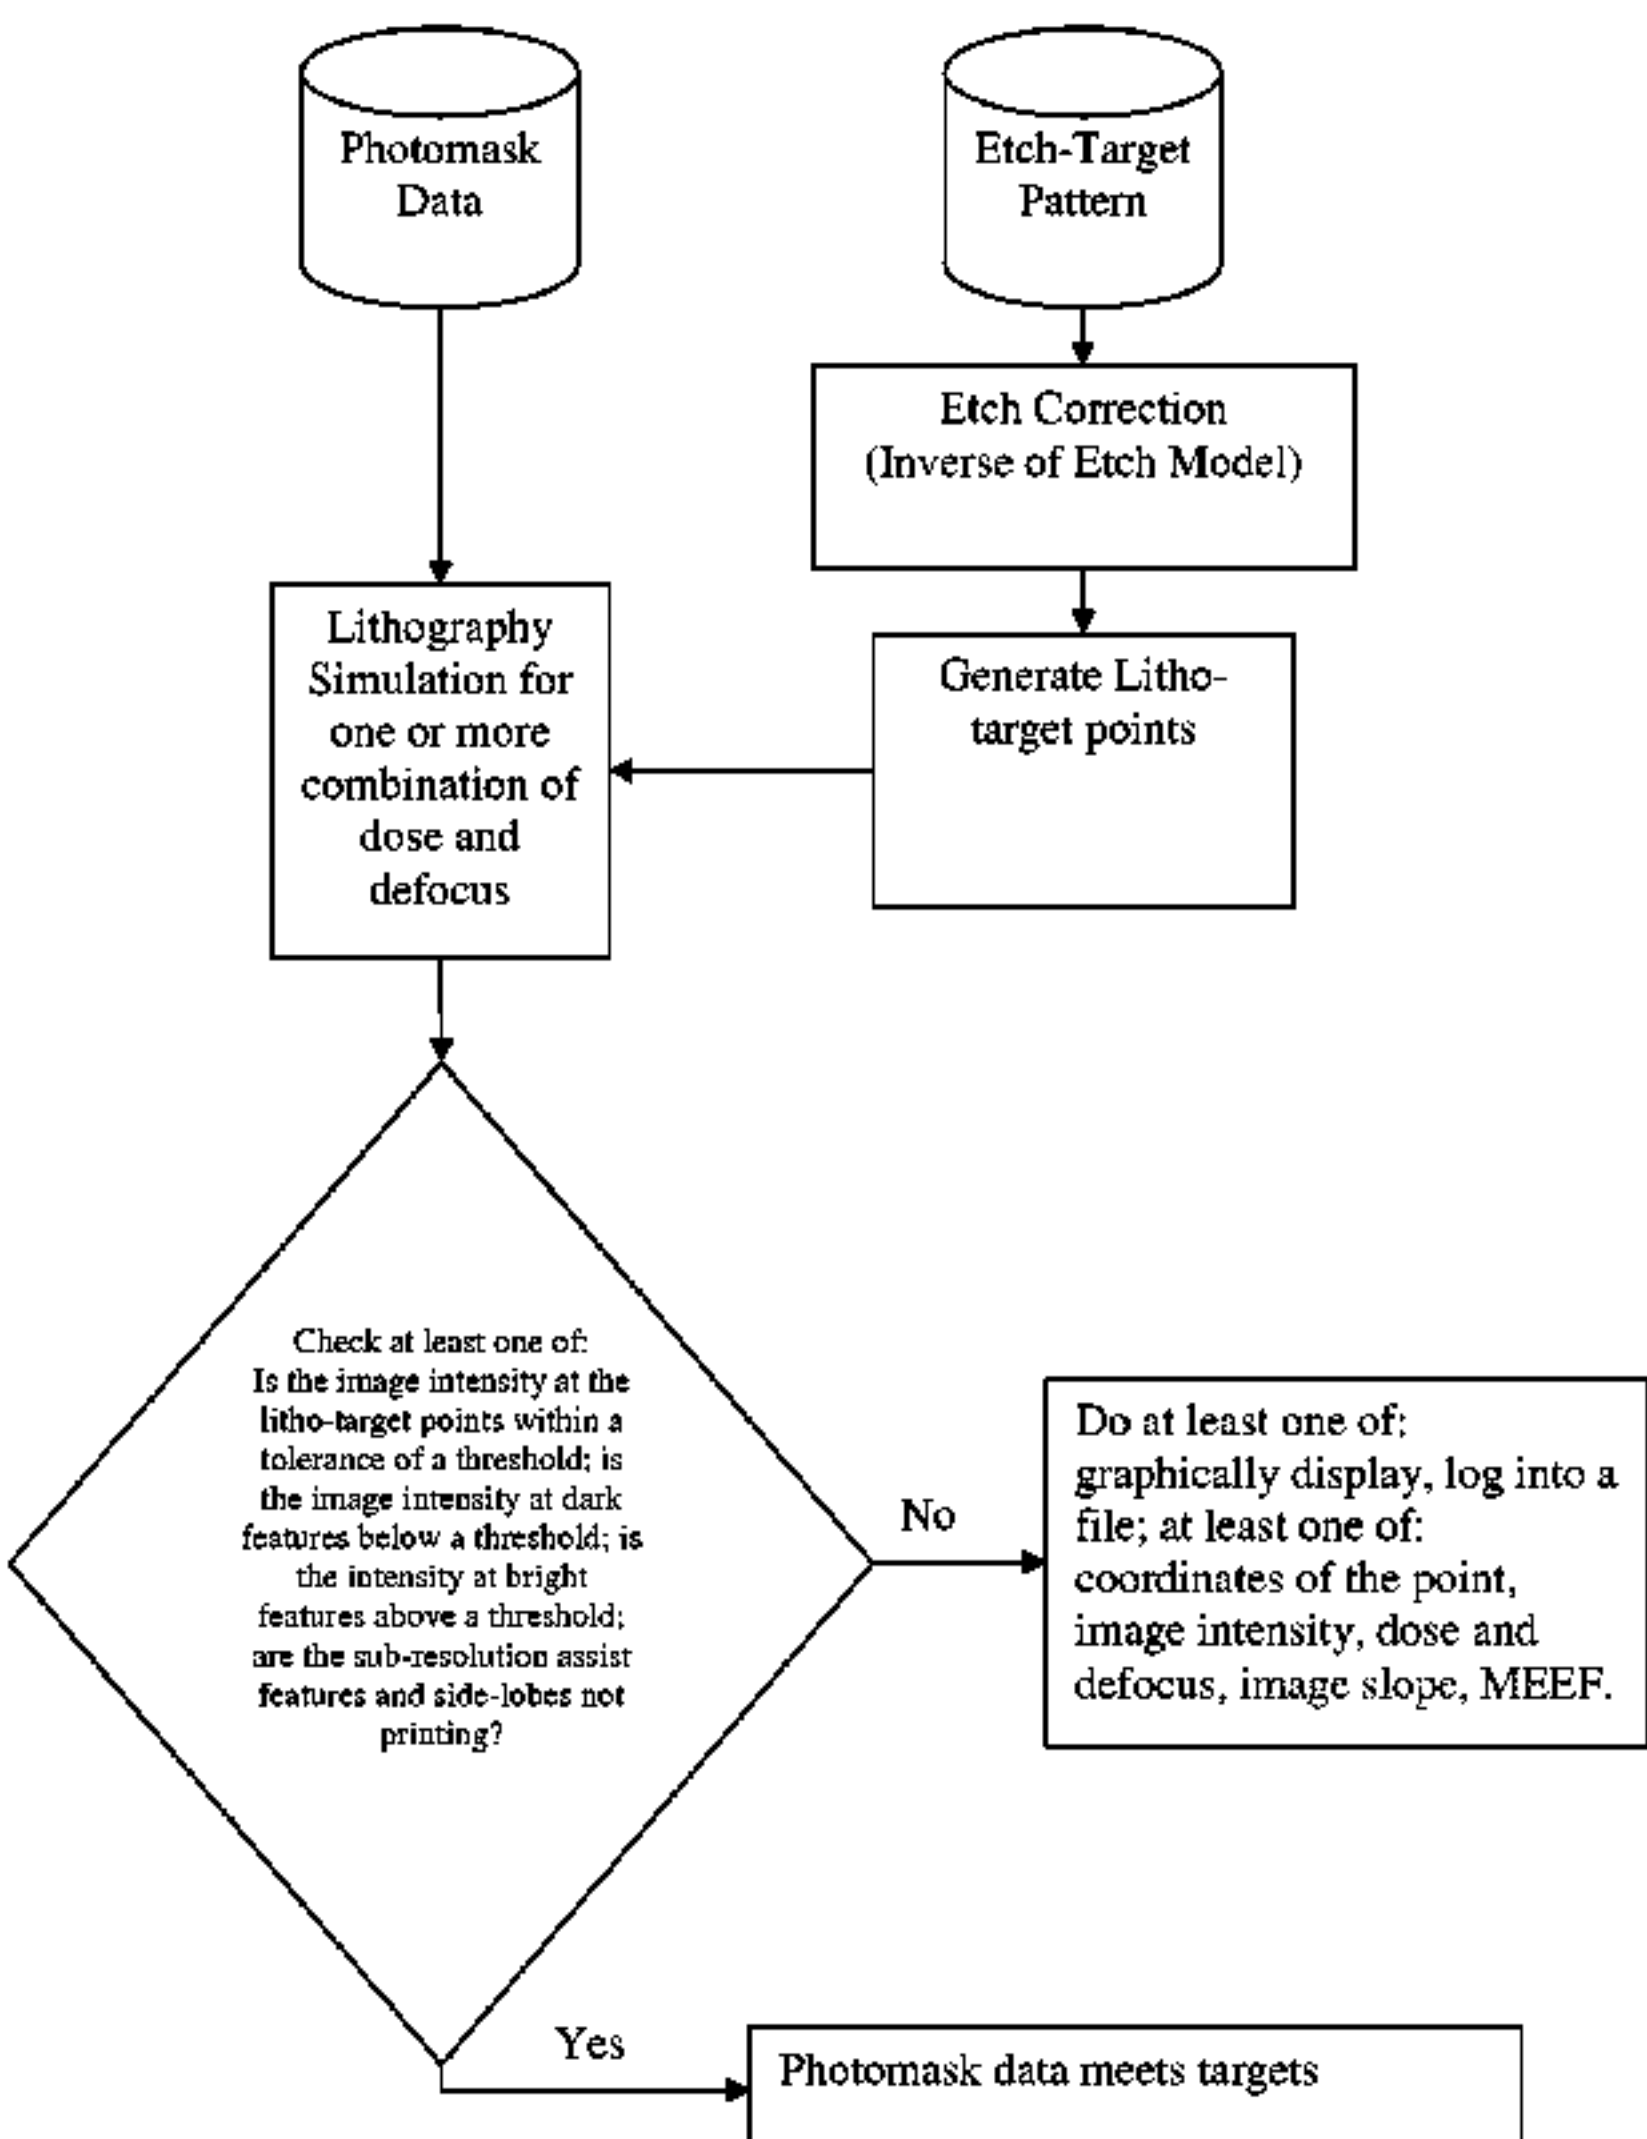 Photomask
Data
Etch-Target
Pattern
Etch Correction
(Inverse of Etch Model)
Lithography
Simulation for
one or more
combination of
dose and
defocus
Generate Litho-
target points
Check at least one of:
Is the image intensity at the
litho-target points within a
tolerance of a threshold; is
the image intensity at dark
features below a threshold; is
the intensity at bright
features above a threshold;
are the sub-resolution assist
features and side-lobes not
printing?
No
Do at least one of:
graphically display, log into a
file; at least one of:
coordinates of the point,
image intensity, dose and
defocus, image slope, MEEF.
Yes
Photomask data meets targets